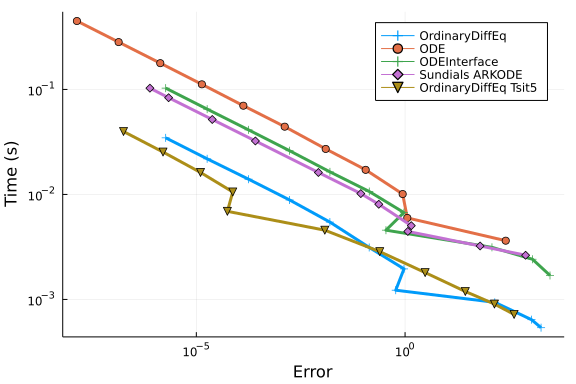 OrdinaryDiffEq
ODE
ODEInterface
Sundials ARKODE
OrdinaryDiffEq Tsit5
Time (s)
10⁻¹
10⁻²
10⁻³
10⁻⁵
10⁰
Error